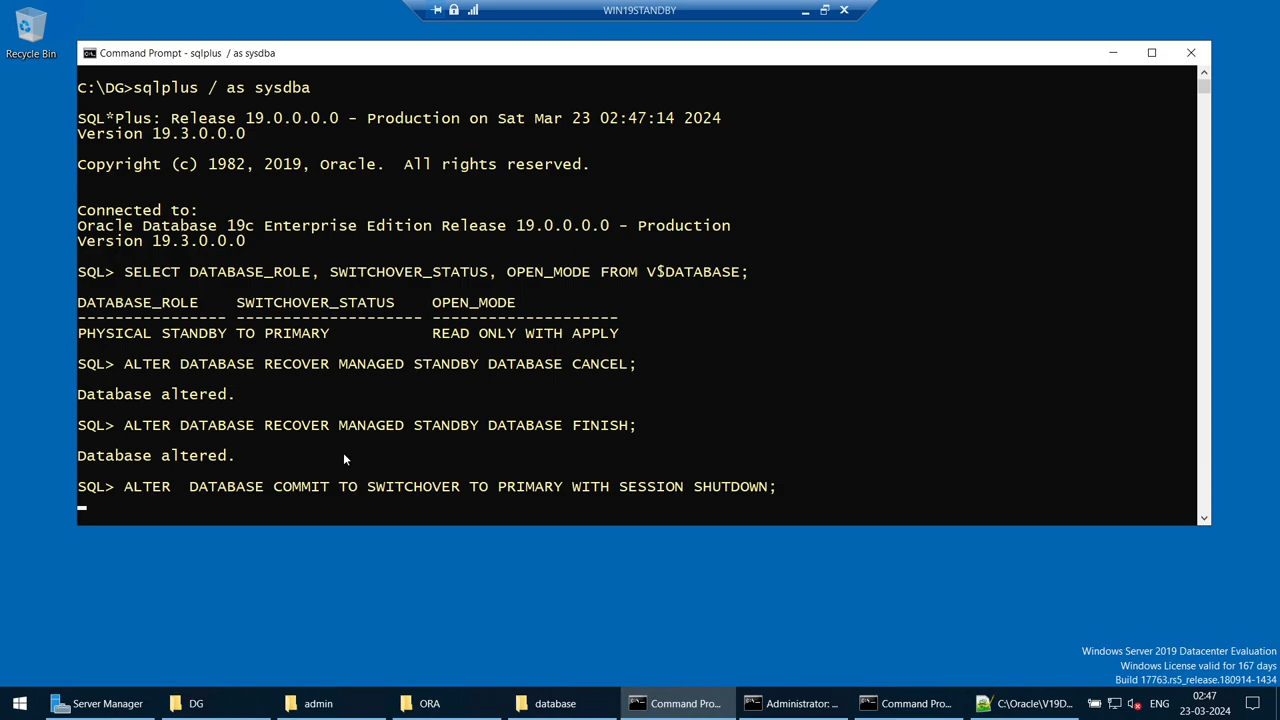 WIN19STANDBY
Recycle Bin
Command Prompt - sqlplus / as sysdba
C:\DG>sqlplus / as sysdba
SQL*Plus: Release 19.0.0.0.0 - Production on Sat Mar 23 02:47:14 2024
Version 19.3.0.0.0
Copyright (c) 1982, 2019, Oracle.  All rights reserved.
Connected to:
Oracle Database 19c Enterprise Edition Release 19.0.0.0.0 - Production
Version 19.3.0.0.0
SQL> SELECT DATABASE_ROLE, SWITCHOVER_STATUS, OPEN_MODE FROM V$DATABASE;
DATABASE_ROLE    SWITCHOVER_STATUS    OPEN_MODE
---------------- -------------------- --------------------
PHYSICAL STANDBY TO PRIMARY           READ ONLY WITH APPLY
SQL> ALTER DATABASE RECOVER MANAGED STANDBY DATABASE CANCEL;
Database altered.
SQL> ALTER DATABASE RECOVER MANAGED STANDBY DATABASE FINISH;
Database altered.
SQL> ALTER  DATABASE COMMIT TO SWITCHOVER TO PRIMARY WITH SESSION SHUTDOWN;
Windows Server 2019 Datacenter Evaluation
Windows License valid for 167 days
Build 17763.rs5_release.180914-1434
Server Manager
DG
admin
ORA
database
Command Pro...
Administrator: ...
Command Pro...
C:\Oracle\V19D...
ENG
02:47
23-03-2024